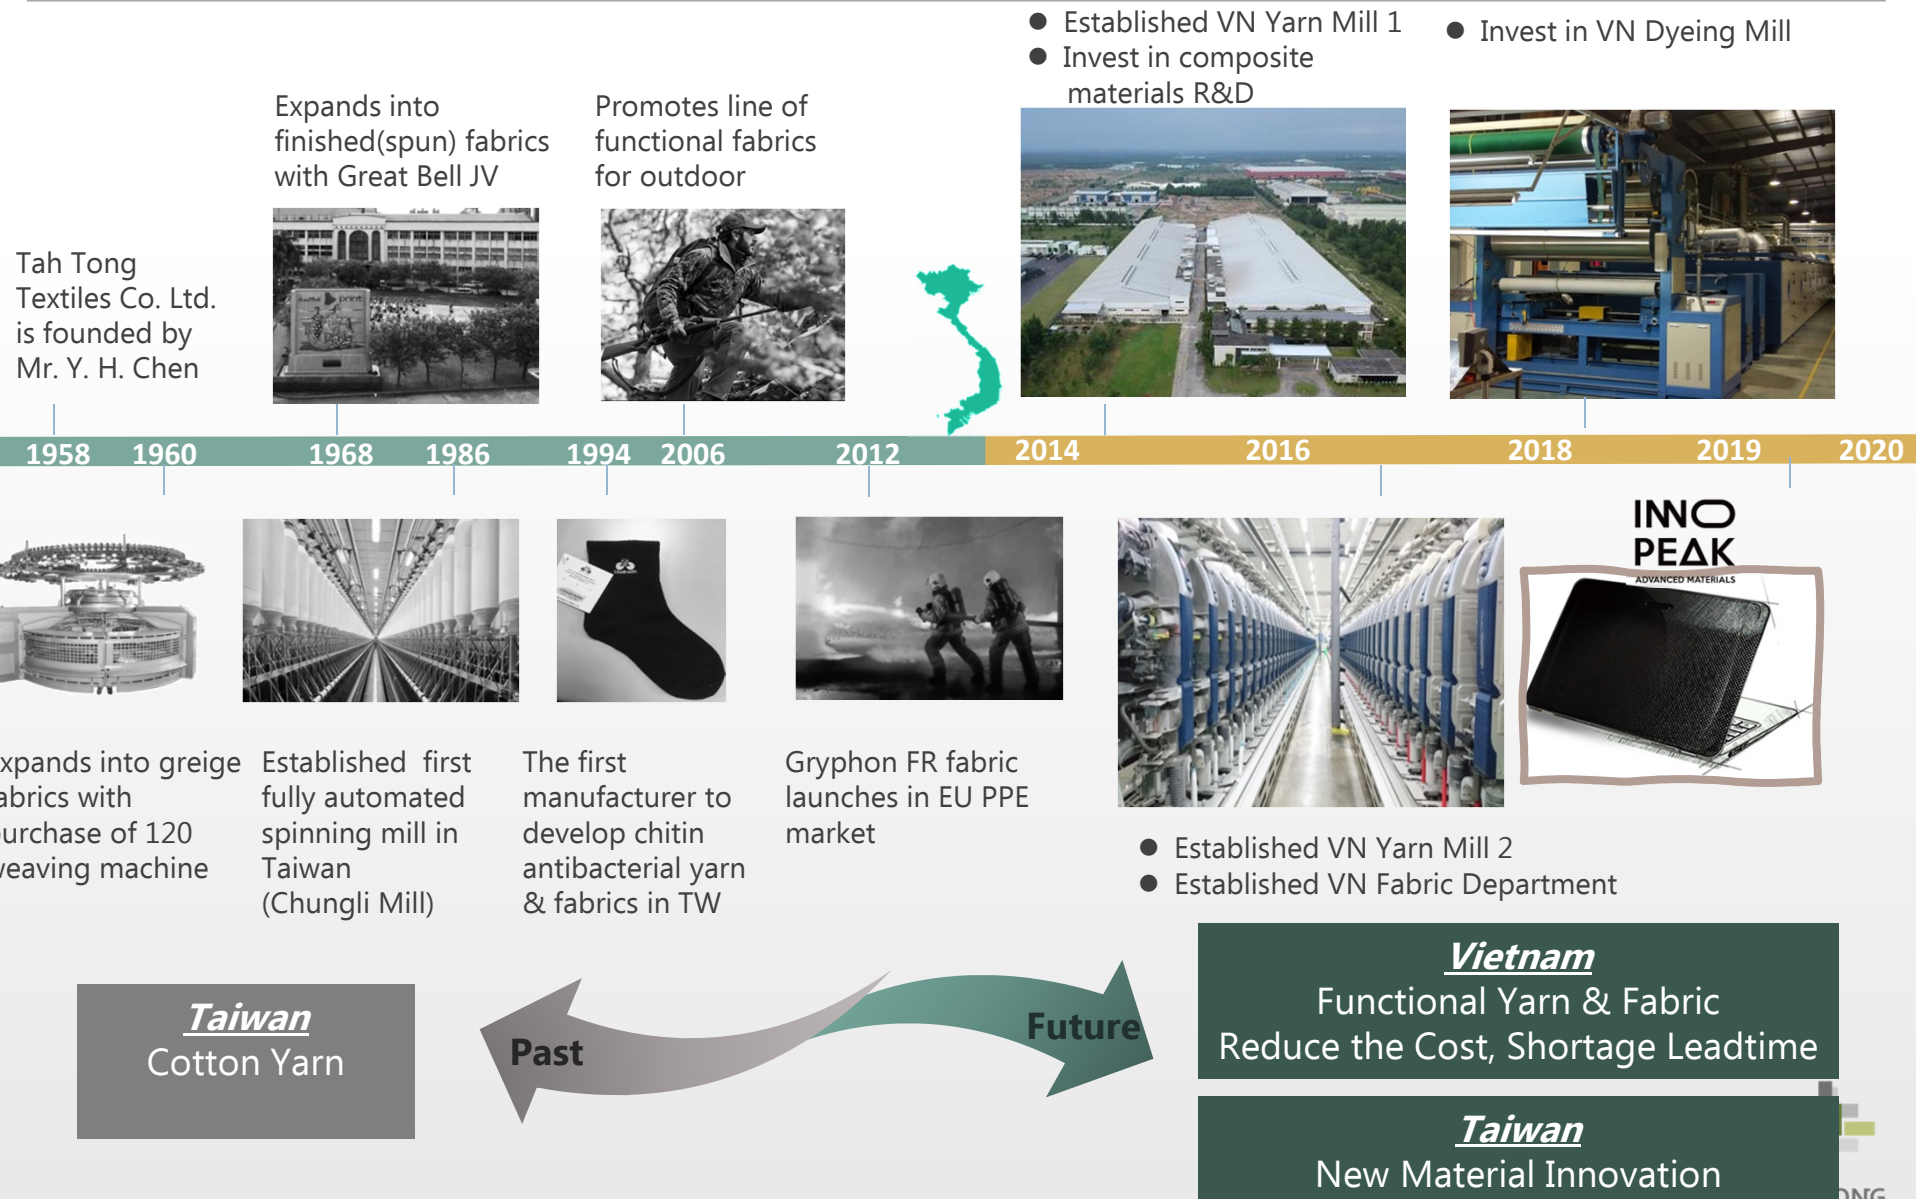 Established VN Yarn Mill 1
Invest in composite
materials R&D
Invest in VN Dyeing Mill
Expands into
finished(spun) fabrics
with Great Bell JV
Promotes line of
functional fabrics
for outdoor
Tah Tong
Textiles Co. Ltd.
is founded by
Mr. Y. H. Chen
print
1958 1960 1968 1986 1994 2006 2012 2014 2016 2018 2019 2020
INNO
PEAK
ADVANCED MATERIALS
xpands into greige
abrics with
urchase of 120
eaving machine
Established first
fully automated
spinning mill in
Taiwan
(Chungli Mill)
The first
manufacturer to
develop chitin
antibacterial yarn
& fabrics in TW
Gryphon FR fabric
launches in EU PPE
market
Established VN Yarn Mill 2
Established VN Fabric Department
Taiwan
Cotton Yarn
Past
Future
Vietnam
Functional Yarn & Fabric
Reduce the Cost, Shortage Leadtime
Taiwan
New Material Innovation
ONG